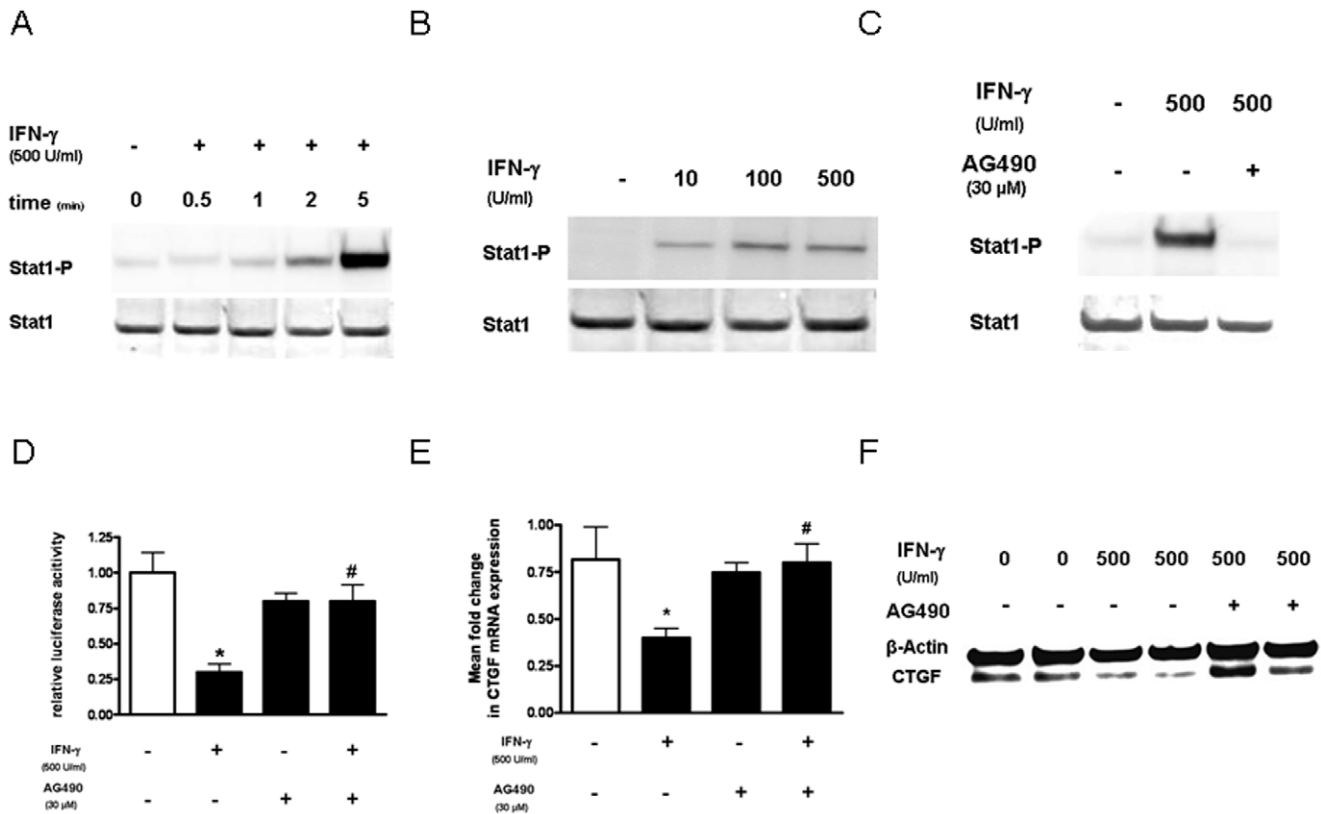 A
IFN-γ
(500 U/ml)
- + + + +
time (min) 0 0.5 1 2 5
Stat1-P
Stat1
B
IFN-γ
(U/ml)
- 10 100 500
Stat1-P
Stat1
C
IFN-γ
(U/ml)
- 500 500
AG490
(30 µM)
- - +
Stat1-P
Stat1
D
relative luciferase acitivity
1.25
1.00
0.75
0.50
0.25
0.00
*
#
IFN-γ
(500 U/ml)
- + - +
AG490
(30 µM)
- - + +
E
Mean fold change
in CTGF mRNA expression
1.00
0.75
0.50
0.25
0.00
*
#
IFN-γ
(500 U/ml)
- + - +
AG490
(30 µM)
- - + +
F
IFN-γ
(U/ml)
0 0 500 500 500 500
AG490 - - - - + +
β-Actin
CTGF